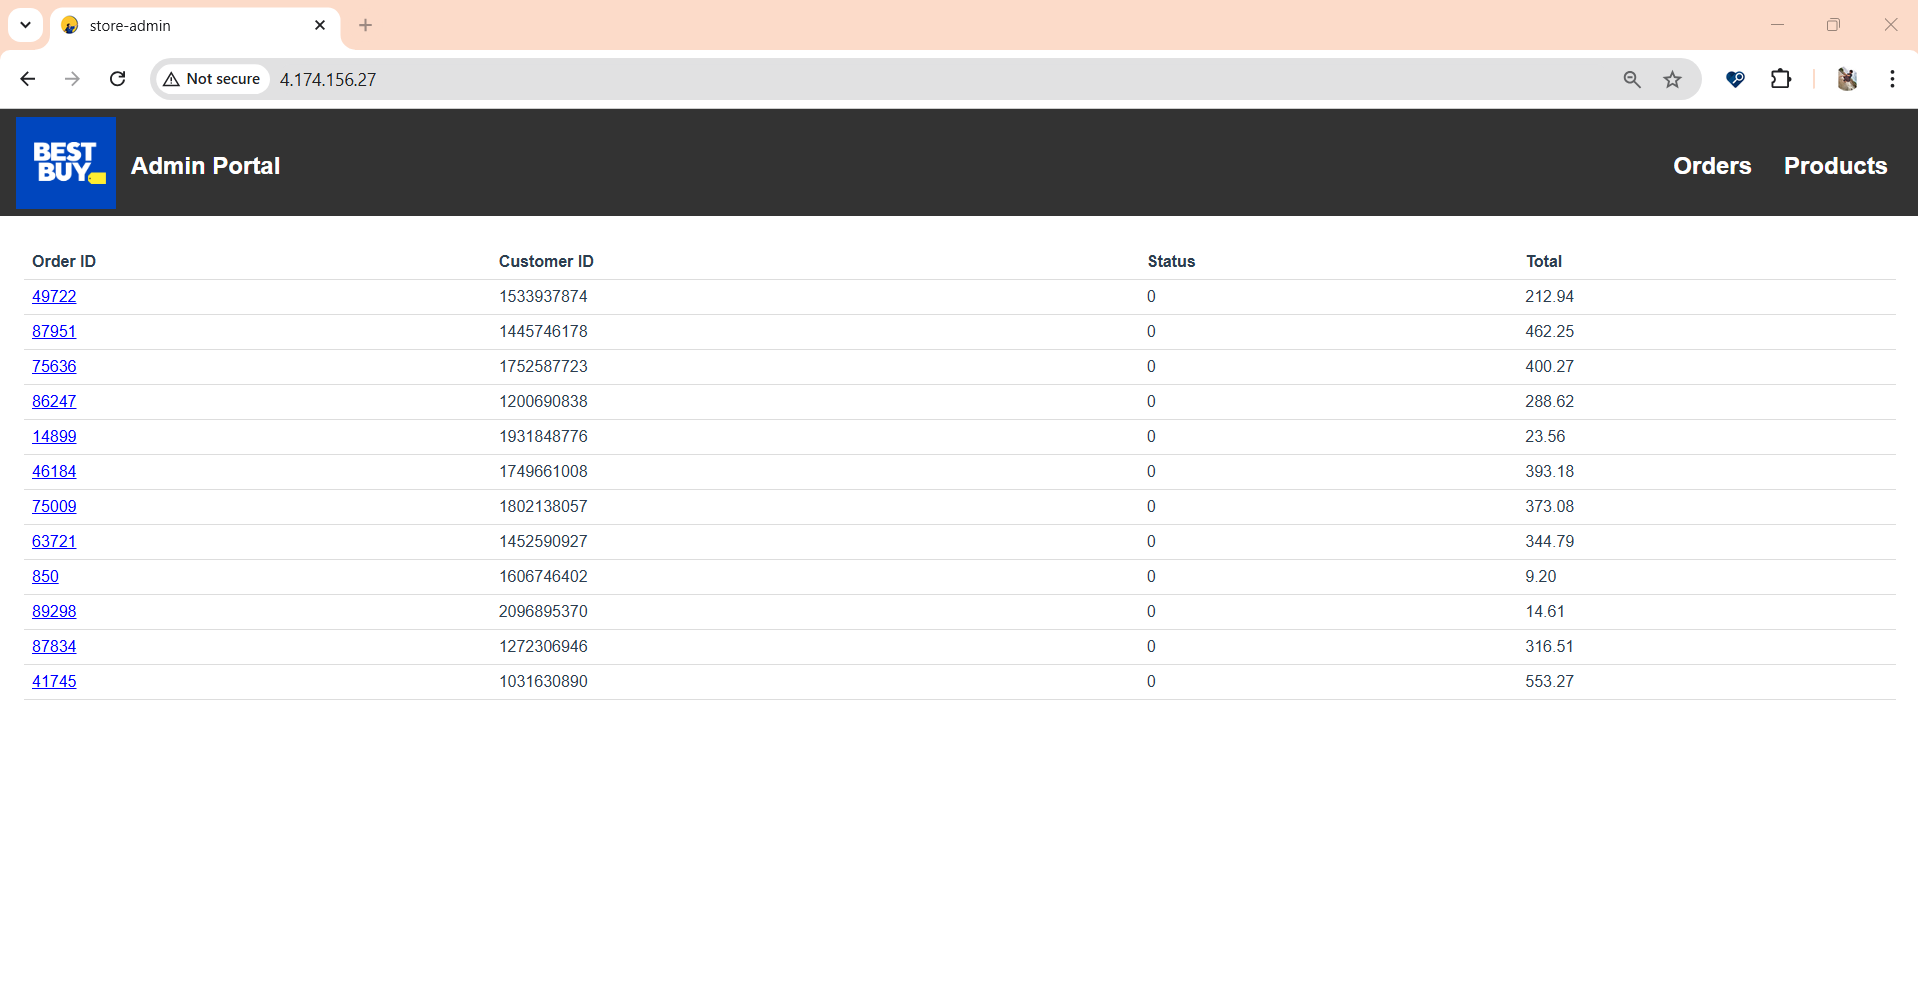 store-admin
Not secure 4.174.156.27
BEST
BUY
Admin Portal Orders Products
Order ID Customer ID Status Total
49722 1533937874 0 212.94
87951 1445746178 0 462.25
75636 1752587723 0 400.27
86247 1200690838 0 288.62
14899 1931848776 0 23.56
46184 1749661008 0 393.18
75009 1802138057 0 373.08
63721 1452590927 0 344.79
850 1606746402 0 9.20
89298 2096895370 0 14.61
87834 1272306946 0 316.51
41745 1031630890 0 553.27